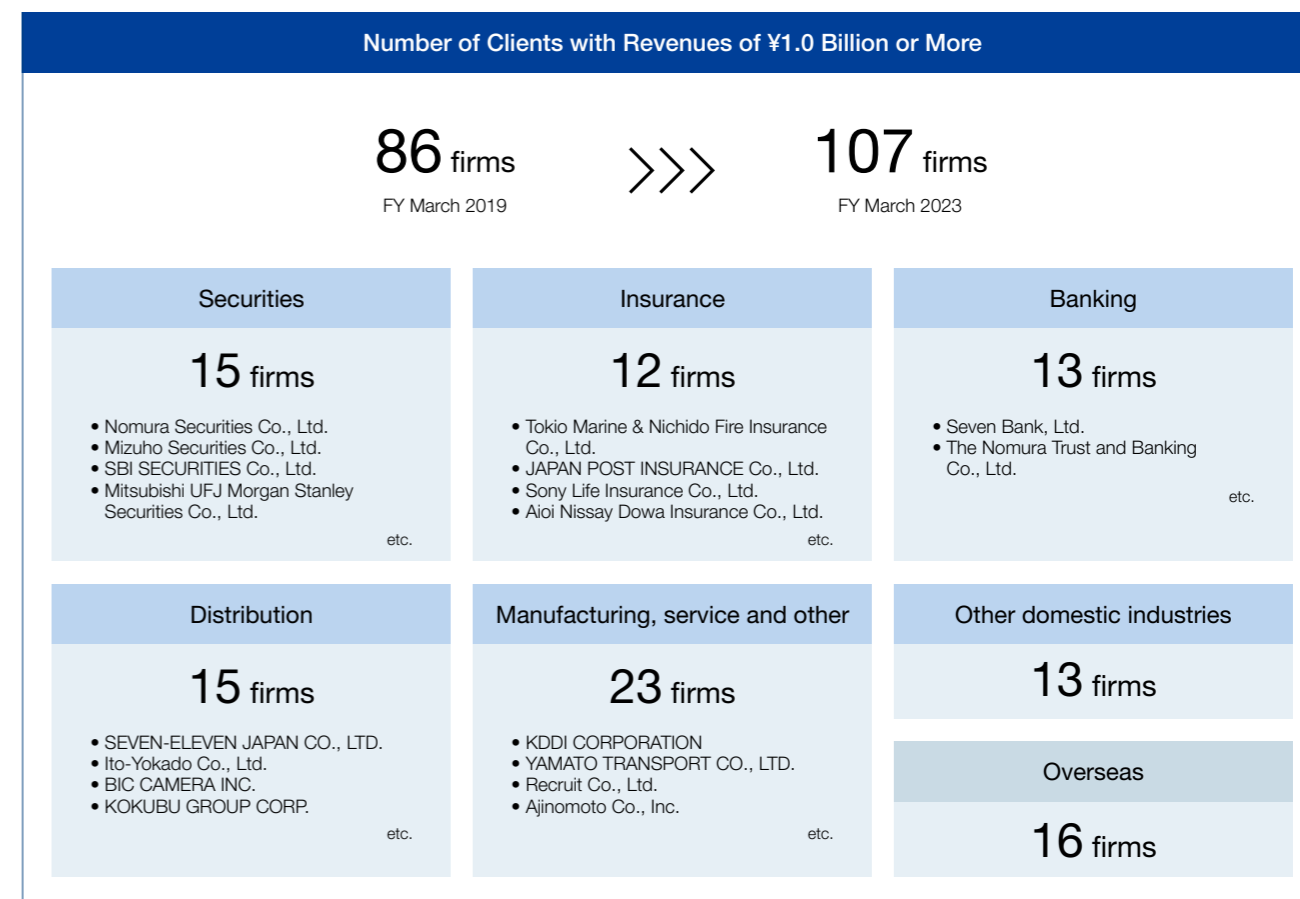 Number of Clients with Revenues of ¥1.0 Billion or More
86 firms
FY March 2019
107 firms
FY March 2023
Securities
15 firms
• Nomura Securities Co., Ltd.
• Mizuho Securities Co., Ltd.
• SBI SECURITIES Co., Ltd.
• Mitsubishi UFJ Morgan Stanley
Securities Co., Ltd.
etc.
Insurance
12 firms
• Tokio Marine & Nichido Fire Insurance
Co., Ltd.
• JAPAN POST INSURANCE Co., Ltd.
• Sony Life Insurance Co., Ltd.
• Aioi Nissay Dowa Insurance Co., Ltd.
etc.
Banking
13 firms
• Seven Bank, Ltd.
• The Nomura Trust and Banking
Co., Ltd.
etc.
Distribution
15 firms
• SEVEN-ELEVEN JAPAN CO., LTD.
• Ito-Yokado Co., Ltd.
• BIC CAMERA INC.
• KOKUBU GROUP CORP.
etc.
Manufacturing, service and other
23 firms
• KDDI CORPORATION
• YAMATO TRANSPORT CO., LTD.
• Recruit Co., Ltd.
• Ajinomoto Co., Inc.
etc.
Other domestic industries
13 firms
Overseas
16 firms